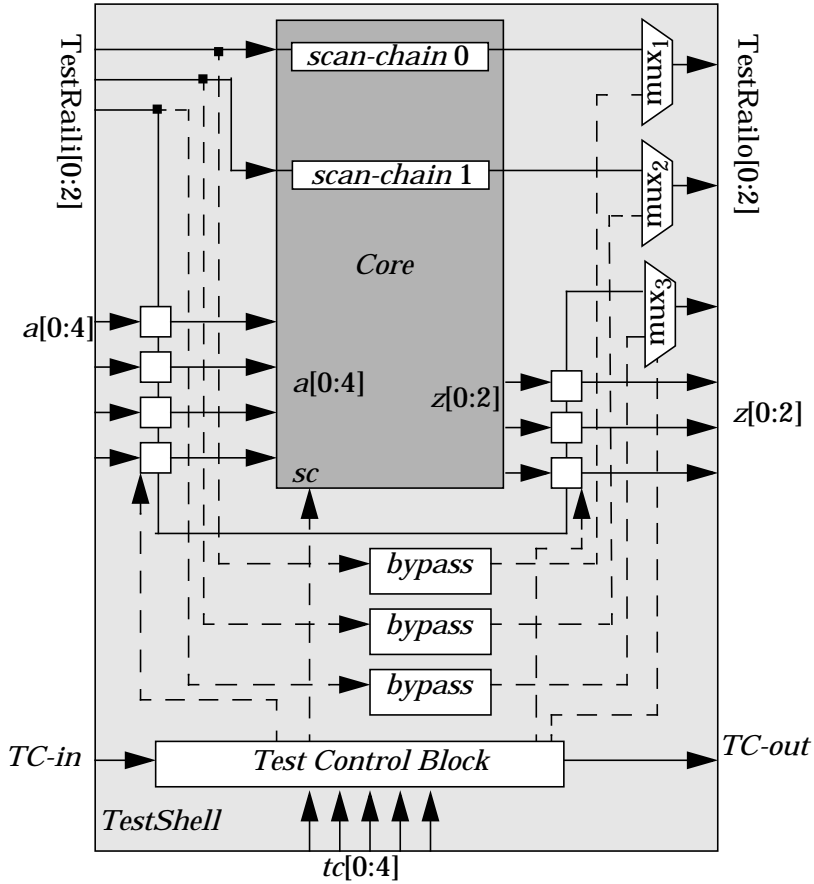 TestRaili[0:2]
scan-chain 0
mux1
TestRailo[0:2]
scan-chain 1
mux2
Core
mux3
a[0:4]
a[0:4]
z[0:2]
z[0:2]
sc
bypass
bypass
bypass
TC-in
Test Control Block
TC-out
TestShell
tc[0:4]